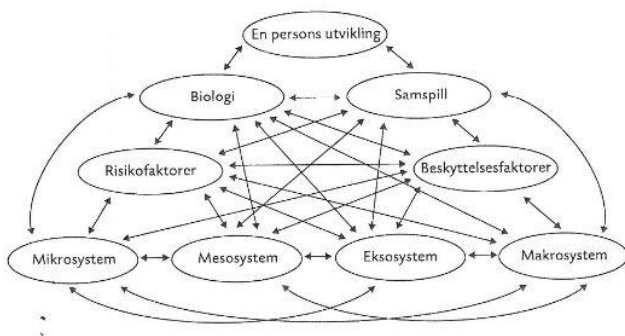 En persons utvikling
Biologi
Samspill
Risikofaktorer
Beskyttelsesfaktorer
Mikrosystem
Mesosystem
Eksosystem
Makrosystem